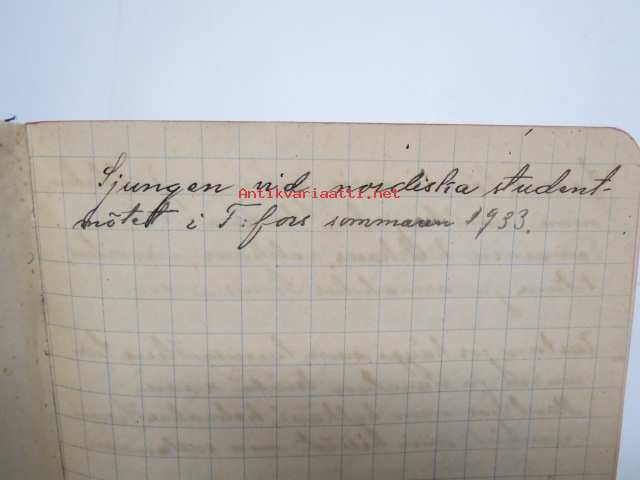 Sjungen vid nordiska student-
Antikvariaatti.net
mötet i T:fors sommaren 1933.